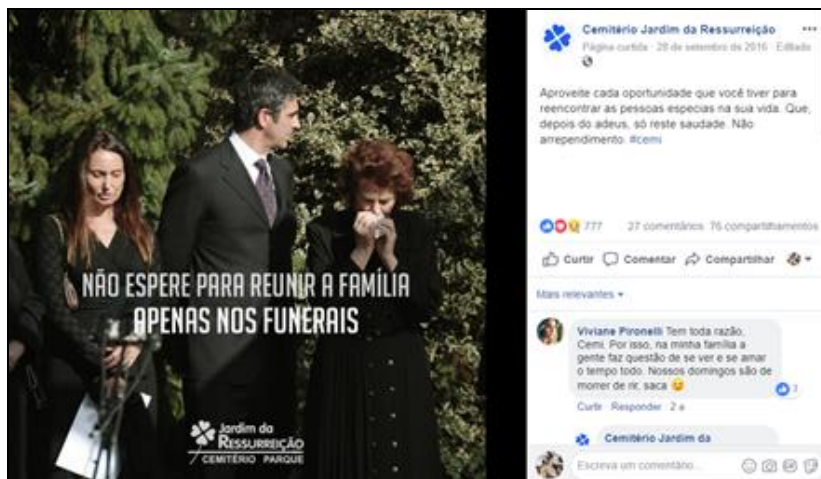 NÃO ESPERE PARA REUNIR A FAMÍLIA
APENAS NOS FUNERAIS
Jardim da
RESSURREIÇÃO
CEMITÉRIO PARQUE
Cemitério Jardim da Ressurreição
Página curtida · 28 de setembro de 2016 · Editado
Aproveite cada oportunidade que você tiver para
reencontrar as pessoas especias na sua vida. Que,
depois do adeus, só reste saudade. Não
arrependimento. #cemi
777 27 comentários 76 compartilhamentos
Curtir Comentar Compartilhar
Mais relevantes
Viviane Pironelli Tem toda razão,
Cemi. Por isso, na minha família a
gente faz questão de se ver e se amar
o tempo todo. Nossos domingos são de
morrer de rir, saca
3
Curtir · Responder · 2 a
Cemitério Jardim da
Escreva um comentário...